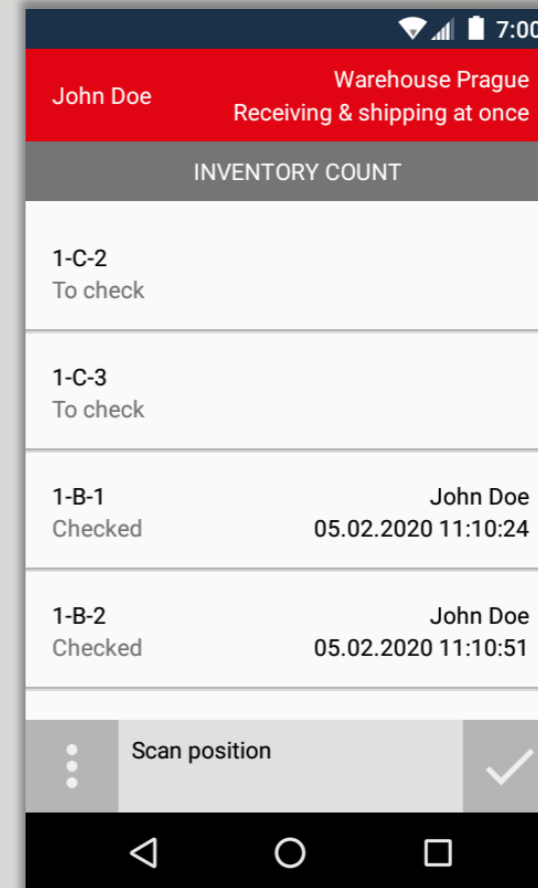 7:00
John Doe
Warehouse Prague
Receiving & shipping at once
INVENTORY COUNT
1-C-2
To check
1-C-3
To check
1-B-1
John Doe
Checked
05.02.2020 11:10:24
1-B-2
John Doe
Checked
05.02.2020 11:10:51
Scan position